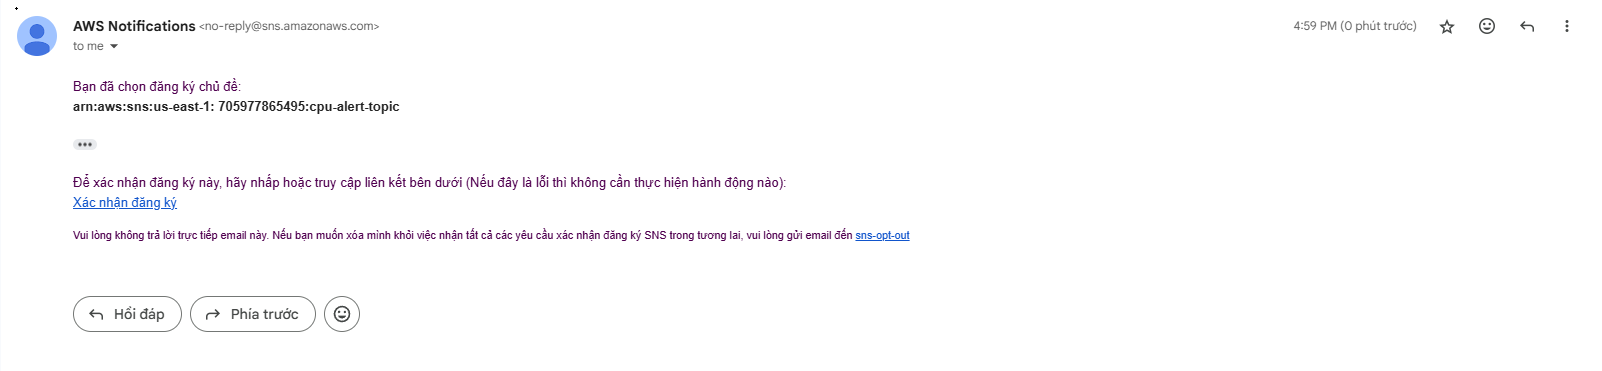 AWS Notifications <no-reply@sns.amazonaws.com>
4:59 PM (0 phút trước)
to me
Bạn đã chọn đăng ký chủ đề:
arn:aws:sns:us-east-1: 705977865495:cpu-alert-topic
Để xác nhận đăng ký này, hãy nhấp hoặc truy cập liên kết bên dưới (Nếu đây là lỗi thì không cần thực hiện hành động nào):
Xác nhận đăng ký
Vui lòng không trả lời trực tiếp email này. Nếu bạn muốn xóa mình khỏi việc nhận tất cả các yêu cầu xác nhận đăng ký SNS trong tương lai, vui lòng gửi email đến sns-opt-out
Hồi đáp
Phía trước